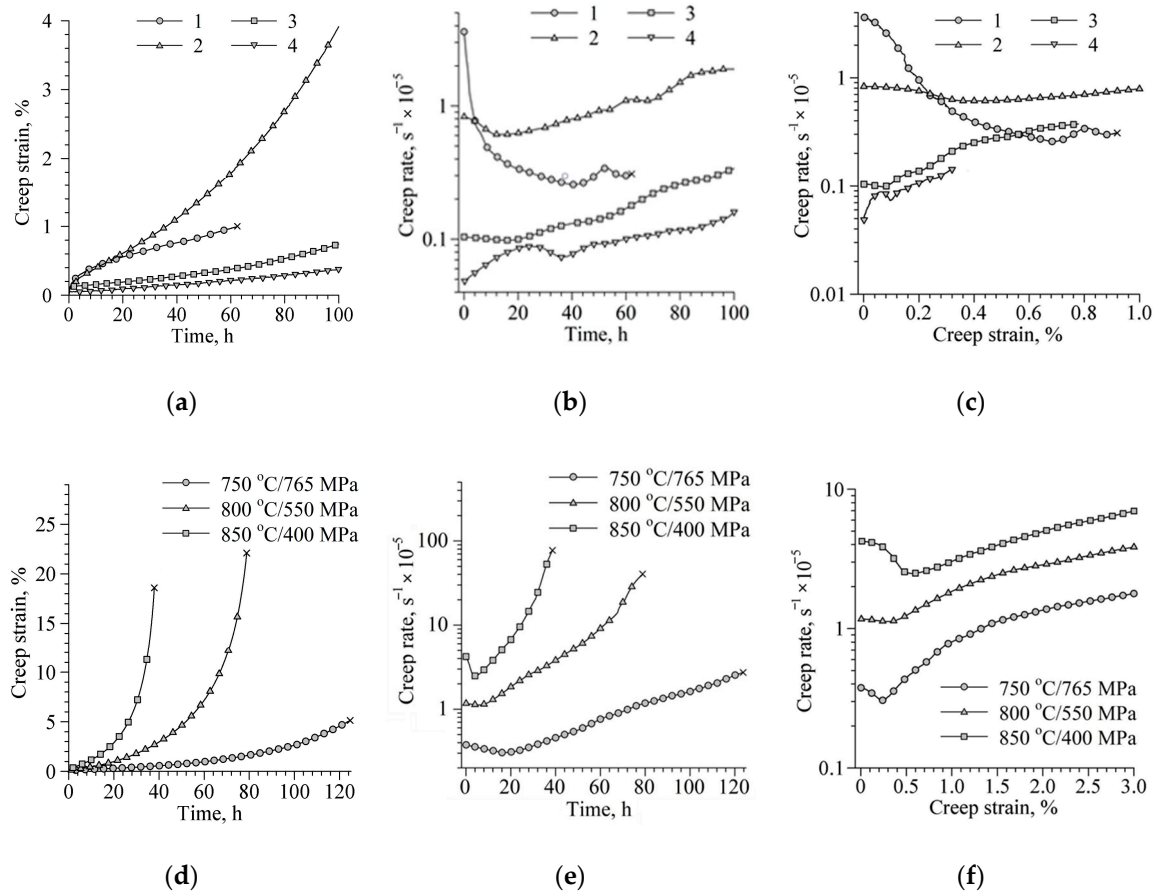 1 3
2 4
4
3
2
1
0
0 20 40 60 80 100
Creep strain, %
Time, h
(a)
1 3
2 4
1
0.1
0 20 40 60 80 100
Creep rate, s⁻¹ × 10⁻⁵
Time, h
(b)
1 3
2 4
1
0.1
0.01
0 0.2 0.4 0.6 0.8 1.0
Creep rate, s⁻¹ × 10⁻⁵
Creep strain, %
(c)
750 °C/765 MPa
800 °C/550 MPa
850 °C/400 MPa
25
20
15
10
5
0
0 20 40 60 80 100 120
Creep strain, %
Time, h
(d)
750 °C/765 MPa
800 °C/550 MPa
850 °C/400 MPa
100
10
1
0 20 40 60 80 100 120
Creep rate, s⁻¹ × 10⁻⁵
Time, h
(e)
10
1
0.1
750 °C/765 MPa
800 °C/550 MPa
850 °C/400 MPa
0 0.5 1.0 1.5 2.0 2.5 3.0
Creep rate, s⁻¹ × 10⁻⁵
Creep strain, %
(f)